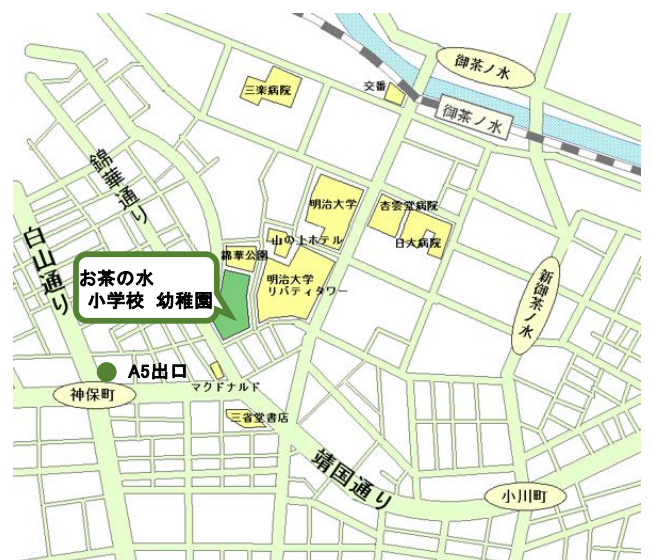 御茶ノ水
交番
三楽病院
御茶ノ水
錦華通り
明治大学
杏雲堂病院
白山通り
山の上ホテル
日大病院
錦華公園
お茶の水
小学校 幼稚園
明治大学
リバティタワー
新御茶ノ水
A5出口
マクドナルド
神保町
三省堂書店
靖国通り
小川町